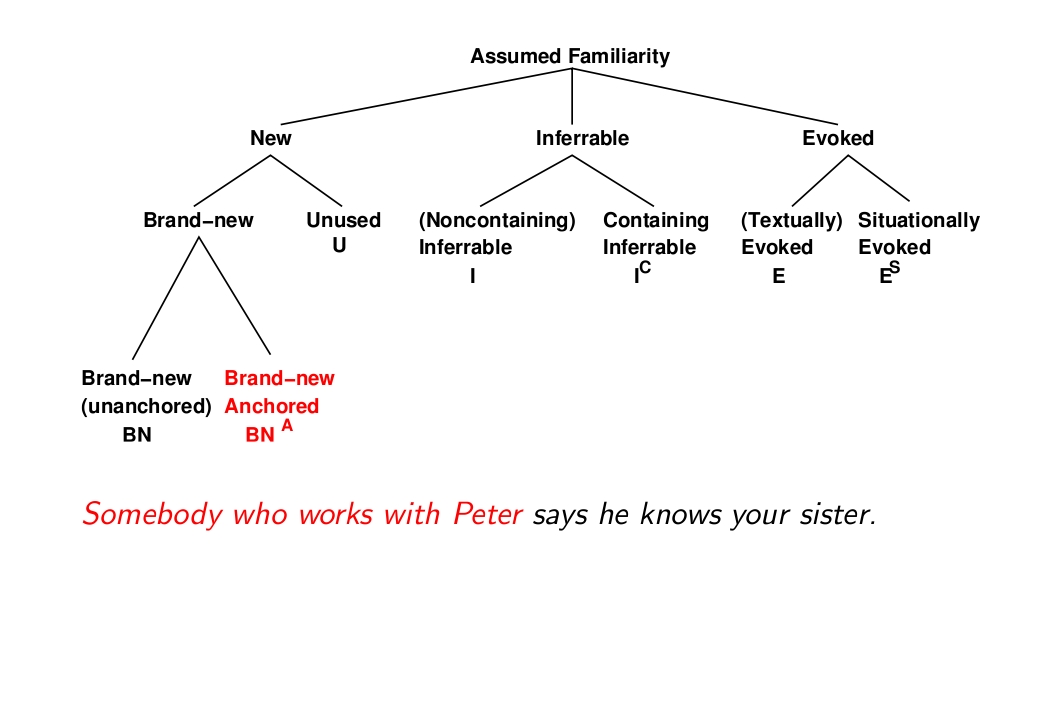 Assumed Familiarity
New Inferrable Evoked
Brand−new Unused (Noncontaining) Containing (Textually) Situationally
U Inferrable Inferrable Evoked Evoked
I I^C E E^S
Brand−new Brand−new
(unanchored) Anchored
BN BN^A
Somebody who works with Peter says he knows your sister.